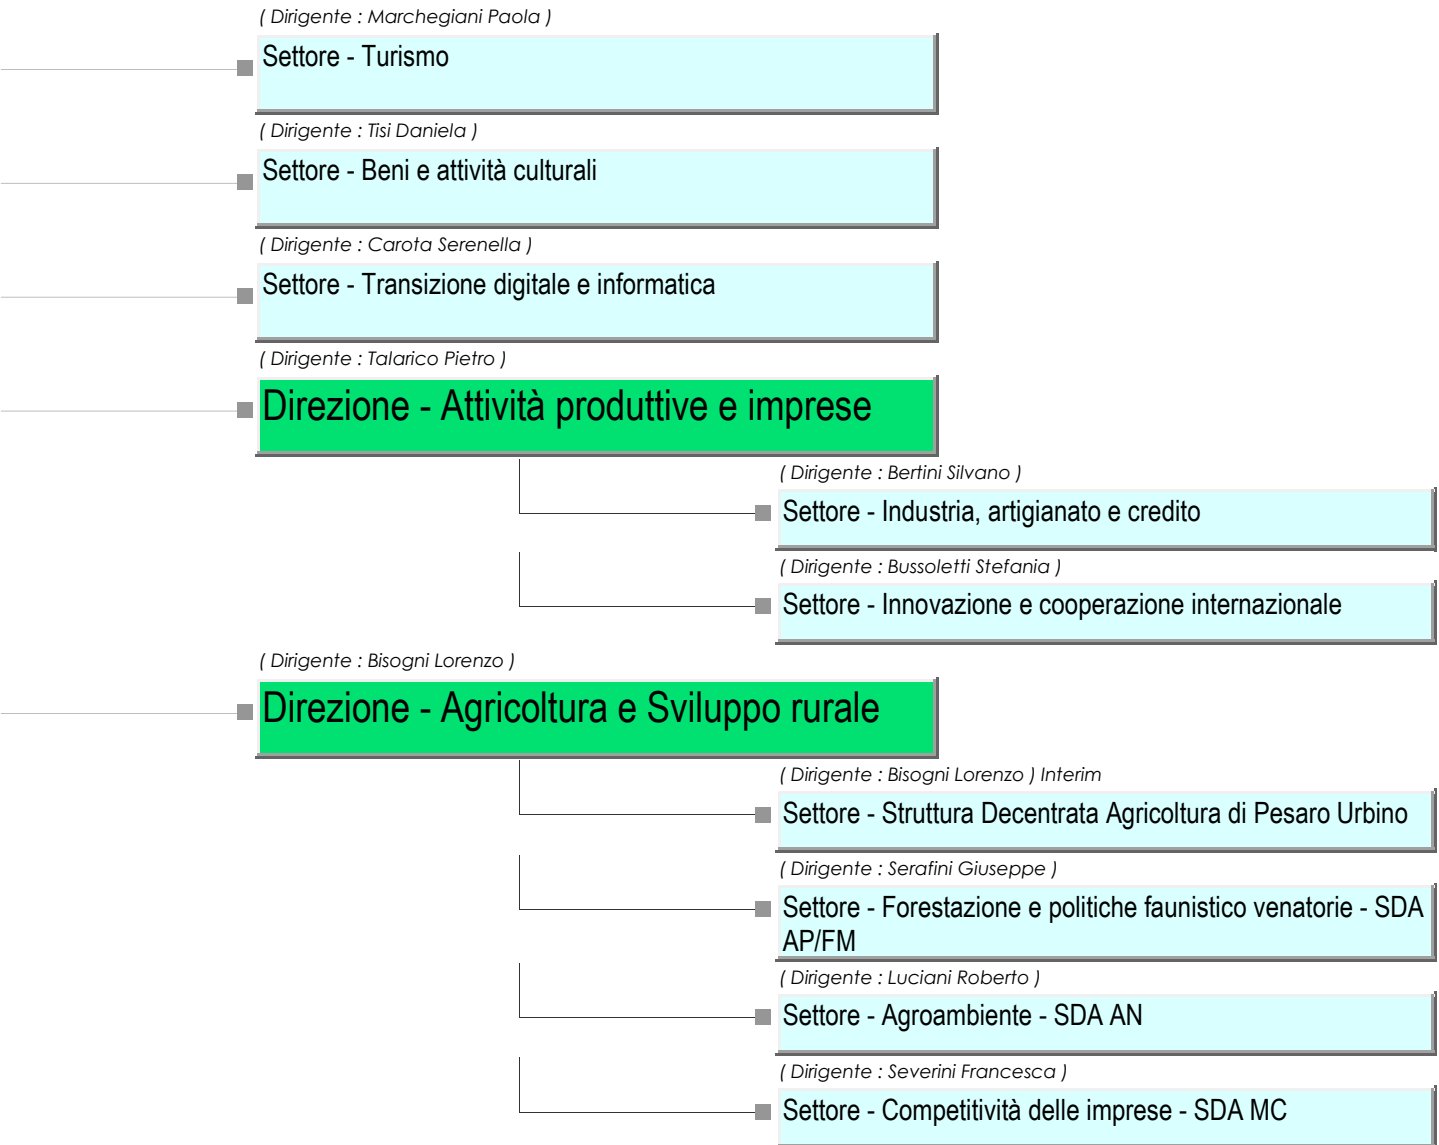 ( Dirigente : Marchegiani Paola )
Settore - Turismo
( Dirigente : Tisi Daniela )
Settore - Beni e attività culturali
( Dirigente : Carota Serenella )
Settore - Transizione digitale e informatica
( Dirigente : Talarico Pietro )
Direzione - Attività produttive e imprese
( Dirigente : Bertini Silvano )
Settore - Industria, artigianato e credito
( Dirigente : Bussoletti Stefania )
Settore - Innovazione e cooperazione internazionale
( Dirigente : Bisogni Lorenzo )
Direzione - Agricoltura e Sviluppo rurale
( Dirigente : Bisogni Lorenzo ) Interim
Settore - Struttura Decentrata Agricoltura di Pesaro Urbino
( Dirigente : Serafini Giuseppe )
Settore - Forestazione e politiche faunistico venatorie - SDA
AP/FM
( Dirigente : Luciani Roberto )
Settore - Agroambiente - SDA AN
( Dirigente : Severini Francesca )
Settore - Competitività delle imprese - SDA MC